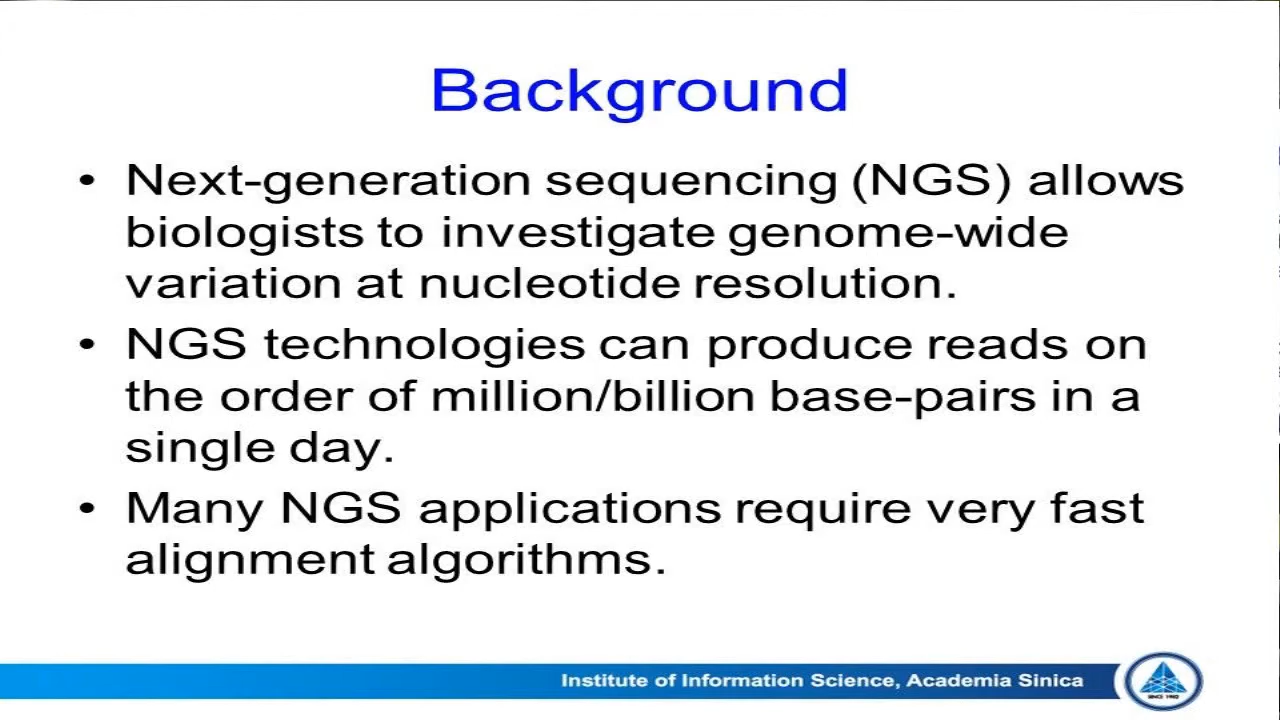 Background
• Next-generation sequencing (NGS) allows
biologists to investigate genome-wide
variation at nucleotide resolution.
• NGS technologies can produce reads on
the order of million/billion base-pairs in a
single day.
• Many NGS applications require very fast
alignment algorithms.
Institute of Information Science, Academia Sinica
SINCE 1982